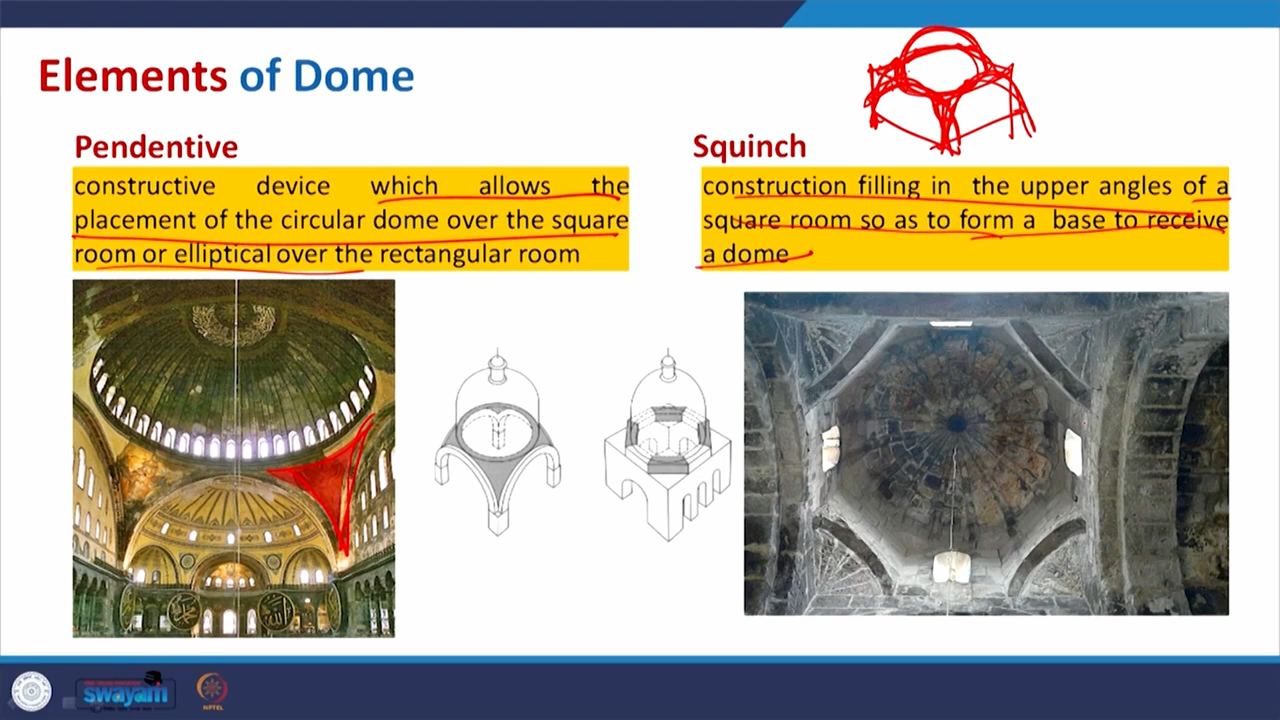 Elements of Dome
Pendentive
constructive device which allows the
placement of the circular dome over the square
room or elliptical over the rectangular room
Squinch
construction filling in the upper angles of a
square room so as to form a base to receive
a dome
swayam
NPTEL